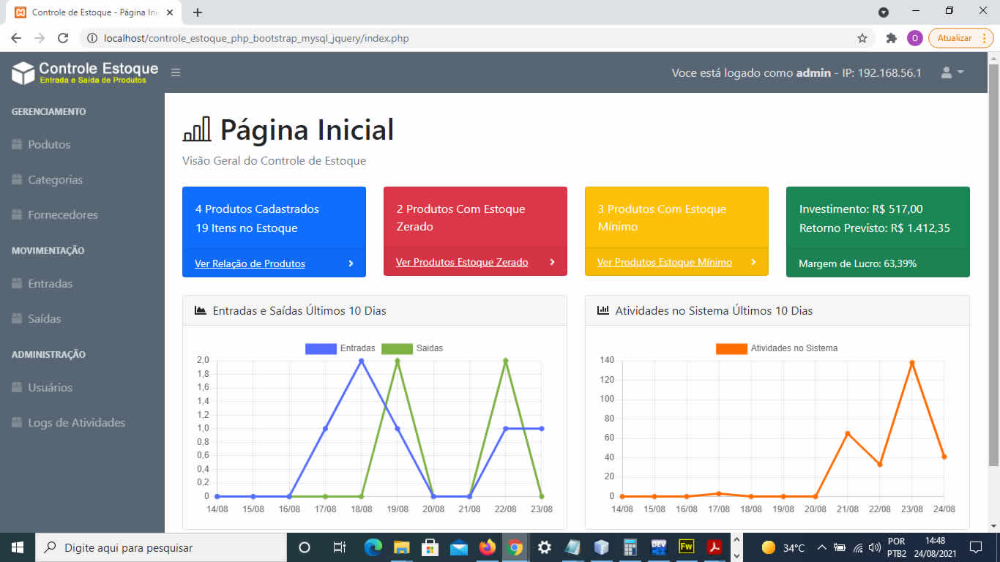 Controle de Estoque - Página Ini
localhost/controle_estoque_php_bootstrap_mysql_jquery/index.php
O
Atualizar
Controle Estoque
Entrada e Saída de Produtos
Voce está logado como admin - IP: 192.168.56.1
GERENCIAMENTO
Podutos
Categorias
Fornecedores
MOVIMENTAÇÃO
Entradas
Saídas
ADMINISTRAÇÃO
Usuários
Logs de Atividades
Página Inicial
Visão Geral do Controle de Estoque
4 Produtos Cadastrados
19 Itens no Estoque
Ver Relação de Produtos
2 Produtos Com Estoque
Zerado
Ver Produtos Estoque Zerado
3 Produtos Com Estoque
Mínimo
Ver Produtos Estoque Mínimo
Investimento: R$ 517,00
Retorno Previsto: R$ 1.412,35
Margem de Lucro: 63,39%
Entradas e Saídas Últimos 10 Dias
Entradas Saidas
2,0
1,8
1,6
1,4
1,2
1,0
0,8
0,6
0,4
0,2
0
14/08 15/08 16/08 17/08 18/08 19/08 20/08 21/08 22/08 23/08
Atividades no Sistema Últimos 10 Dias
Atividades no Sistema
140
120
100
80
60
40
20
0
14/08 15/08 16/08 17/08 18/08 19/08 20/08 21/08 22/08 23/08 24/08
Digite aqui para pesquisar
DEV
Fw
34°C
POR
PTB2
14:48
24/08/2021